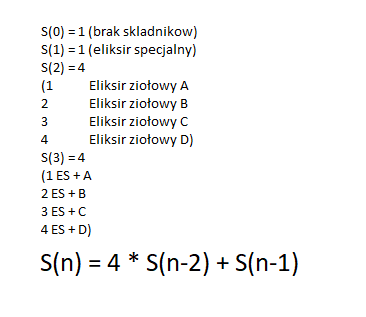 S(0) = 1 (brak skladnikow)
S(1) = 1 (eliksir specjalny)
S(2) = 4
(1 Eliksir ziołowy A
2 Eliksir ziołowy B
3 Eliksir ziołowy C
4 Eliksir ziołowy D)
S(3) = 4
(1 ES + A
2 ES + B
3 ES + C
4 ES + D)
S(n) = 4 * S(n-2) + S(n-1)